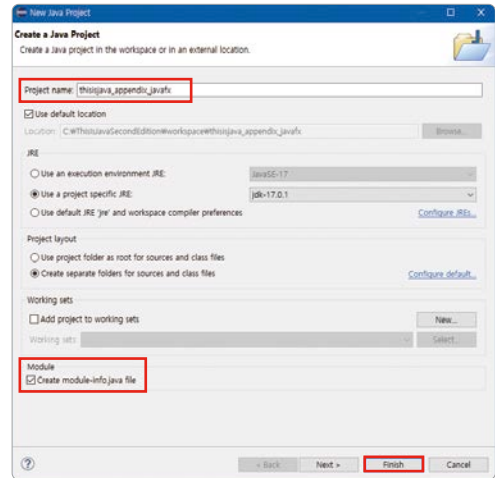 New Java Project
Create a Java Project
Create a Java project in the workspace or in an external location.
Project name: thisisjava_appendix_javafx
Use default location
Location: C:₩ThisIsJavaSecondEdition₩workspace₩thisisjava_appendix_javafx Browse...
JRE
Use an execution environment JRE: JavaSE-17
Use a project specific JRE: jdk-17.0.1
Use default JRE 'jre' and workspace compiler preferences Configure JREs...
Project layout
Use project folder as root for sources and class files
Create separate folders for sources and class files Configure default...
Working sets
Add project to working sets New...
Working sets: Select...
Module
Create module-info.java file
< Back Next > Finish Cancel